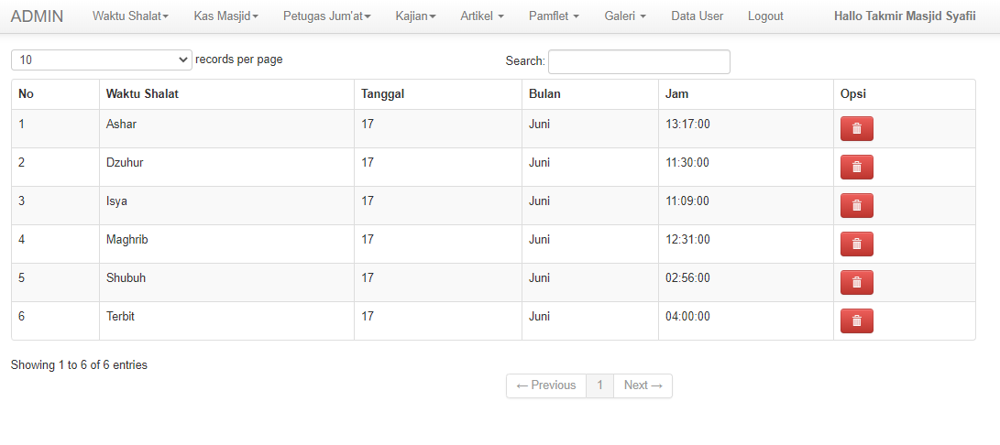 ADMIN Waktu Shalat Kas Masjid Petugas Jum'at Kajian Artikel Pamflet Galeri Data User Logout Hallo Takmir Masjid Syafii
10 records per page Search:
No Waktu Shalat Tanggal Bulan Jam Opsi
1 Ashar 17 Juni 13:17:00
2 Dzuhur 17 Juni 11:30:00
3 Isya 17 Juni 11:09:00
4 Maghrib 17 Juni 12:31:00
5 Shubuh 17 Juni 02:56:00
6 Terbit 17 Juni 04:00:00
Showing 1 to 6 of 6 entries
← Previous 1 Next →